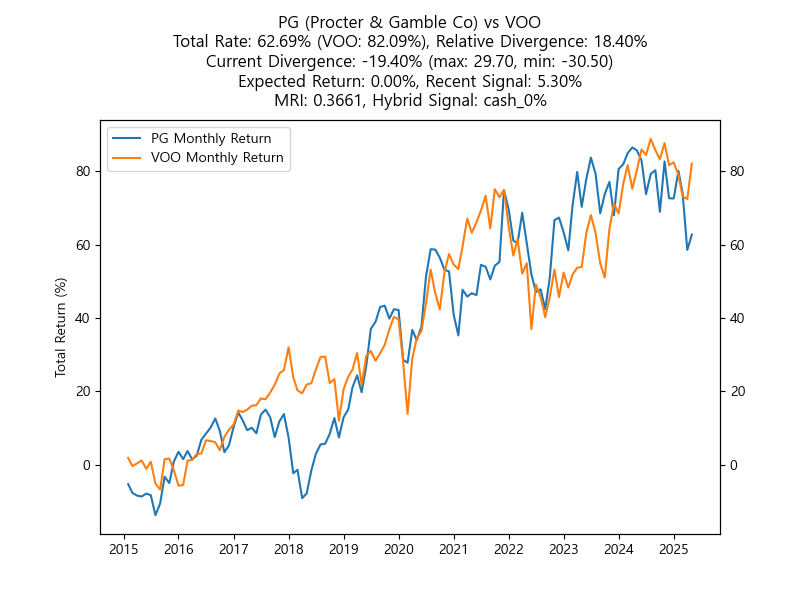 PG (Procter & Gamble Co) vs VOO
Total Rate: 62.69% (VOO: 82.09%), Relative Divergence: 18.40%
Current Divergence: -19.40% (max: 29.70, min: -30.50)
Expected Return: 0.00%, Recent Signal: 5.30%
MRI: 0.3661, Hybrid Signal: cash_0%
PG Monthly Return
VOO Monthly Return
Total Return (%)
80
60
40
20
0
80
60
40
20
0
2015 2016 2017 2018 2019 2020 2021 2022 2023 2024 2025